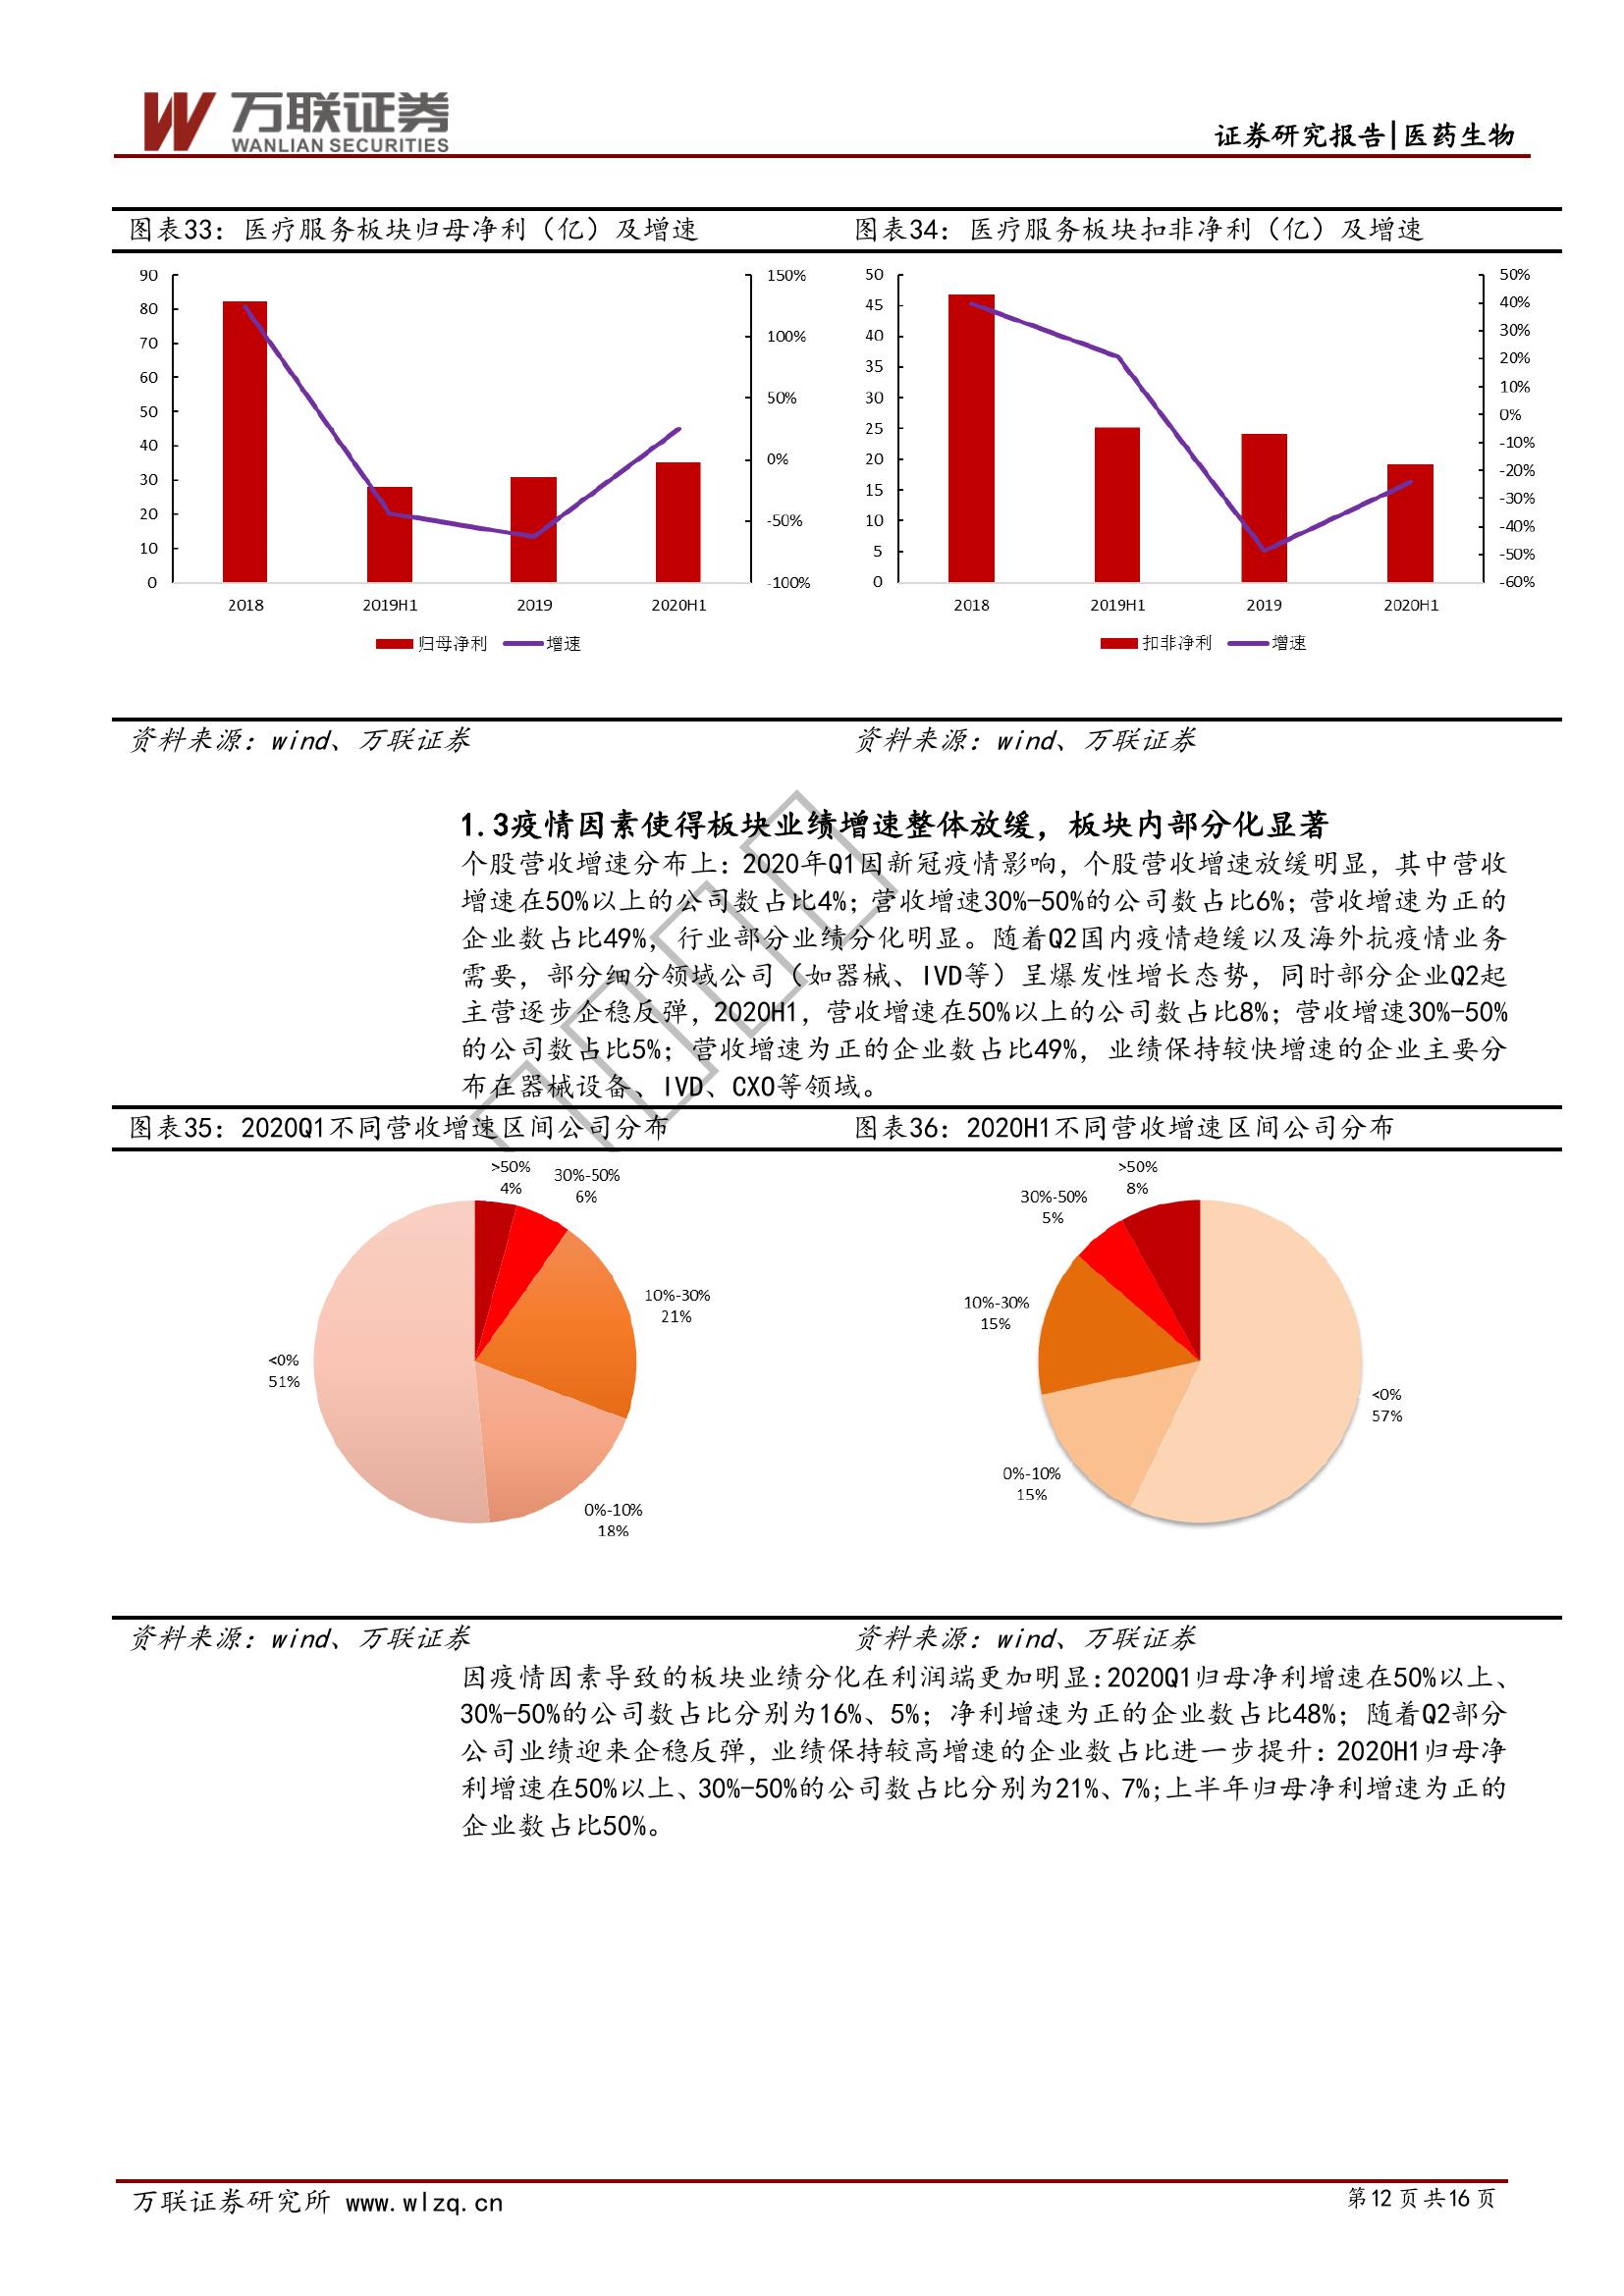 万联证券
WANLIAN SECURITIES
证券研究报告|医药生物
图表33：医疗服务板块归母净利（亿）及增速
90
80
70
60
50
40
30
20
10
0
150%
100%
50%
0%
-50%
-100%
2018 2019H1 2019 2020H1
归母净利 增速
图表34：医疗服务板块扣非净利（亿）及增速
50
45
40
35
30
25
20
15
10
5
0
50%
40%
30%
20%
10%
0%
-10%
-20%
-30%
-40%
-50%
-60%
2018 2019H1 2019 2020H1
扣非净利 增速
资料来源：wind、万联证券
资料来源：wind、万联证券
1.3疫情因素使得板块业绩增速整体放缓，板块内部分化显著
个股营收增速分布上：2020年Q1因新冠疫情影响，个股营收增速放缓明显，其中营收
增速在50%以上的公司数占比4%；营收增速30%-50%的公司数占比6%；营收增速为正的
企业数占比49%，行业部分业绩分化明显。随着Q2国内疫情趋缓以及海外抗疫情业务
需要，部分细分领域公司（如器械、IVD等）呈爆发性增长态势，同时部分企业Q2起
主营逐步企稳反弹，2020H1，营收增速在50%以上的公司数占比8%；营收增速30%-50%
的公司数占比5%；营收增速为正的企业数占比49%，业绩保持较快增速的企业主要分
布在器械设备、IVD、CXO等领域。
图表35：2020Q1不同营收增速区间公司分布
>50%
4%
30%-50%
6%
10%-30%
21%
0%-10%
18%
<0%
51%
图表36：2020H1不同营收增速区间公司分布
>50%
8%
30%-50%
5%
10%-30%
15%
0%-10%
15%
<0%
57%
资料来源：wind、万联证券
资料来源：wind、万联证券
因疫情因素导致的板块业绩分化在利润端更加明显：2020Q1归母净利增速在50%以上、
30%-50%的公司数占比分别为16%、5%；净利增速为正的企业数占比48%；随着Q2部分
公司业绩迎来企稳反弹，业绩保持较高增速的企业数占比进一步提升：2020H1归母净
利增速在50%以上、30%-50%的公司数占比分别为21%、7%；上半年归母净利增速为正的
企业数占比50%。
万联证券研究所 www.wlzq.cn
第12页共16页